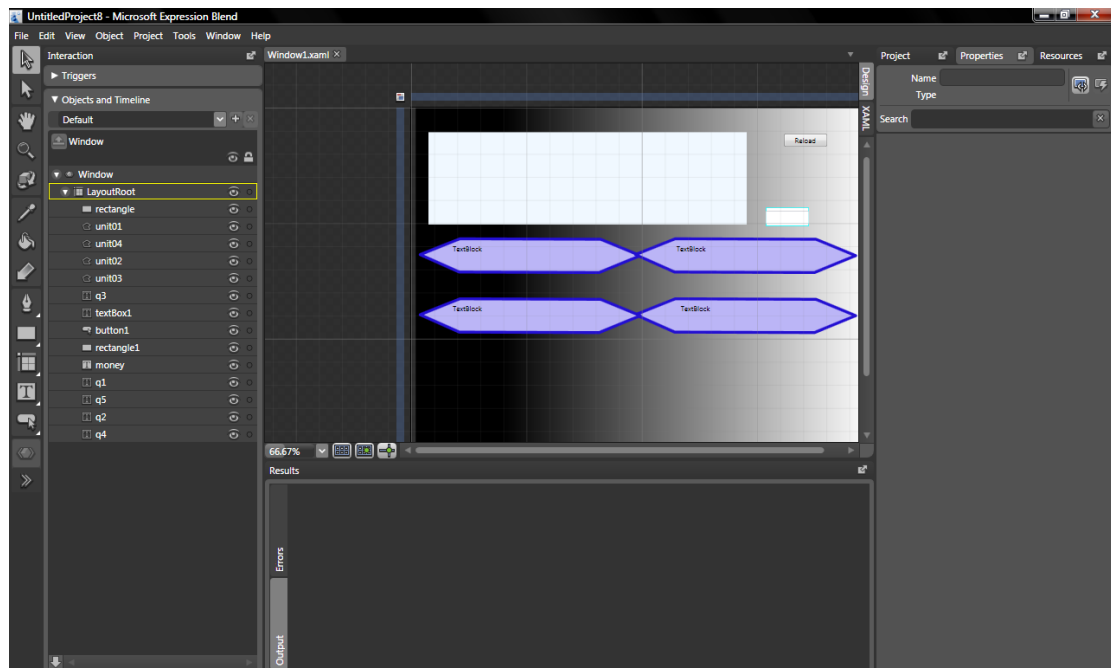 UntitledProject8 - Microsoft Expression Blend
File Edit View Object Project Tools Window Help
Interaction
Window1.xaml ×
Project
Properties
Resources
Triggers
Name
Type
Objects and Timeline
Default
Search
Window
Window
LayoutRoot
rectangle
unit01
unit04
unit02
unit03
q3
textBox1
button1
rectangle1
money
q1
q5
q2
q4
Design
XAML
Reload
TextBlock
TextBlock
TextBlock
TextBlock
66.67%
Results
Errors
Output